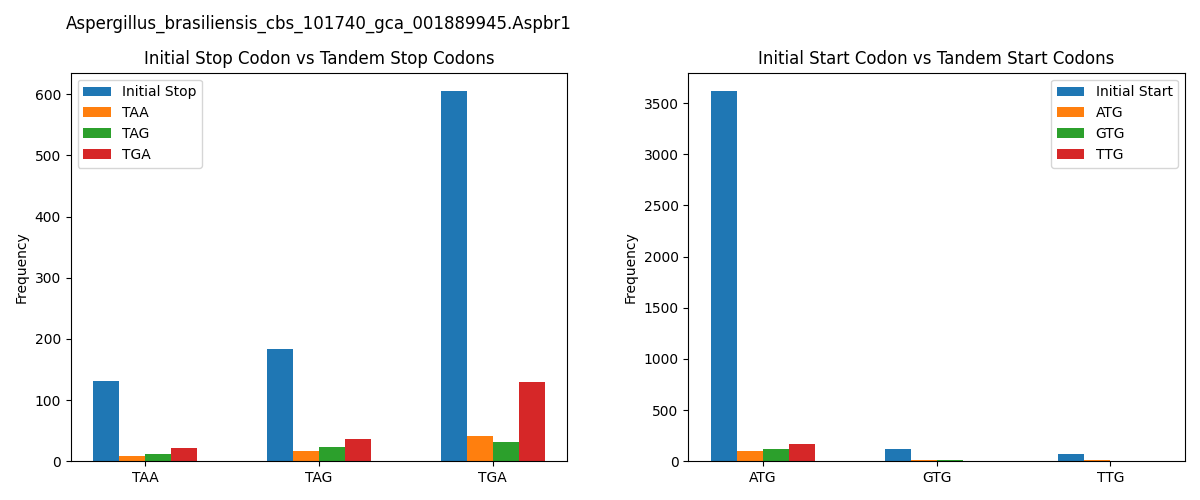 Aspergillus_brasiliensis_cbs_101740_gca_001889945.Aspbr1
Initial Stop Codon vs Tandem Stop Codons
Initial Stop
TAA
TAG
TGA
Frequency
600
500
400
300
200
100
0
TAA
TAG
TGA
Initial Start Codon vs Tandem Start Codons
Initial Start
ATG
GTG
TTG
Frequency
3500
3000
2500
2000
1500
1000
500
0
ATG
GTG
TTG